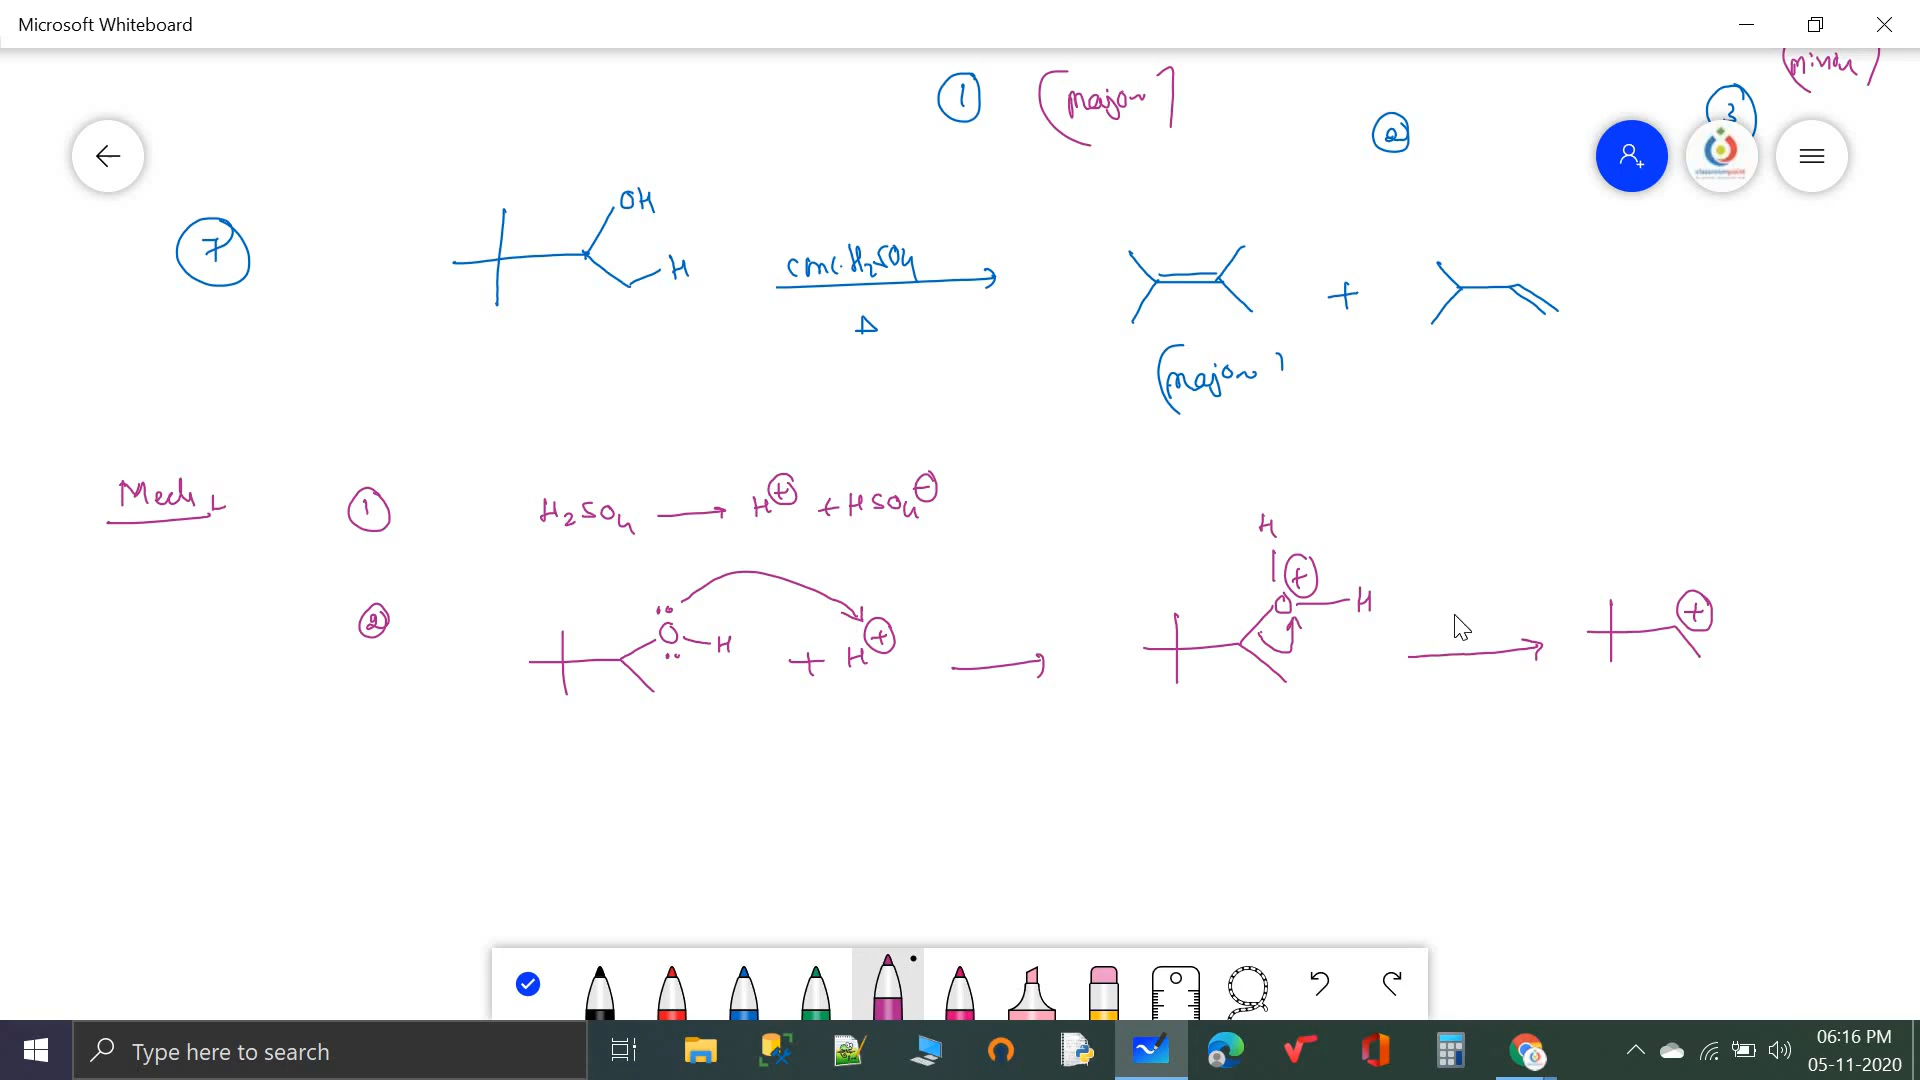 Microsoft Whiteboard
(minor)
1 (major)
2
3
7
OH
H
conc. H₂SO₄
Δ
+
(major)
Mech
1 H₂SO₄ ⟶ H⊕ + HSO₄⊖
2 O H + H⊕ ⟶ H O⊕ H ⟶ ⊕
Type here to search
06:16 PM
05-11-2020